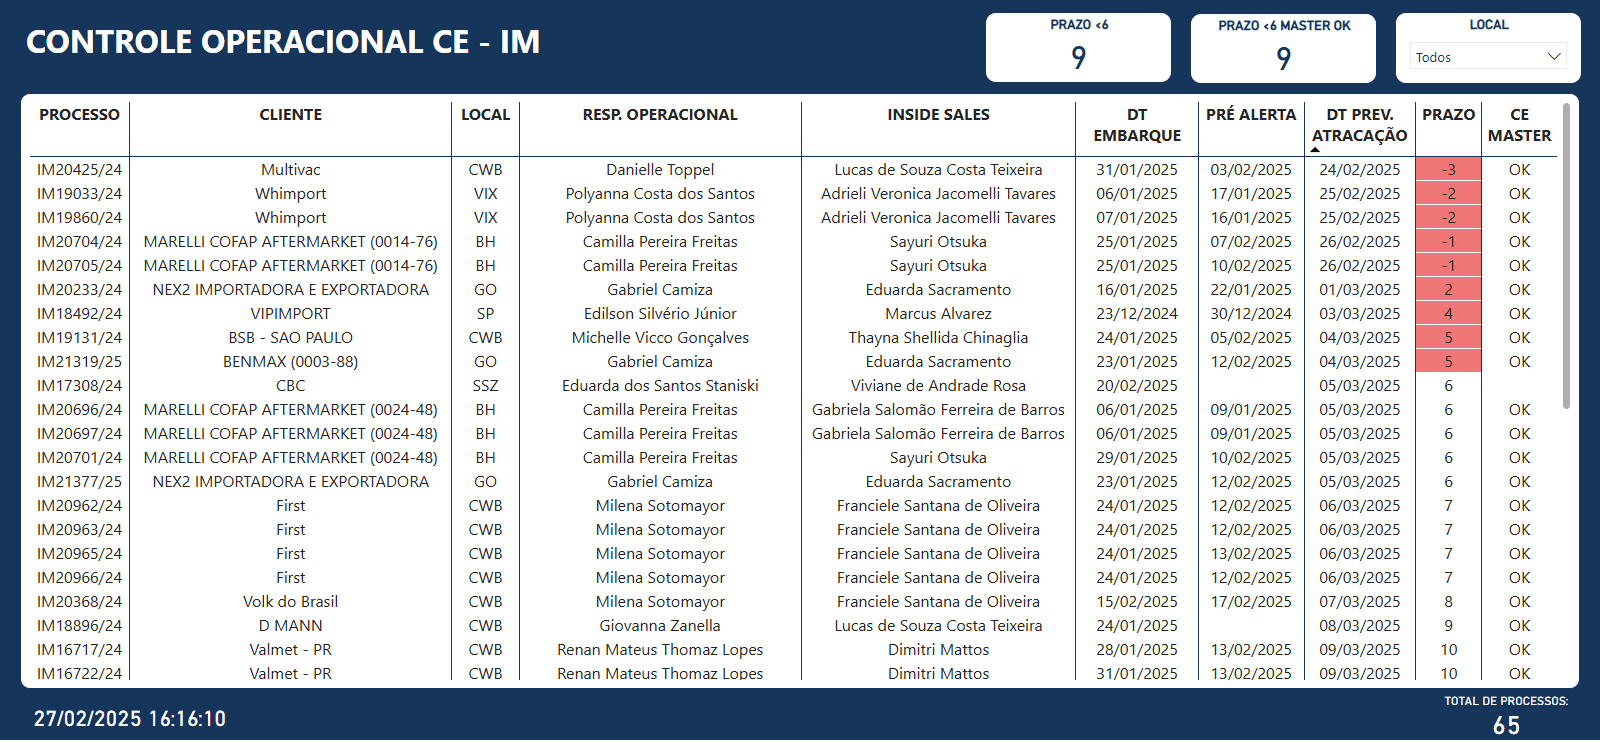 CONTROLE OPERACIONAL CE - IM
PRAZO <6
9
PRAZO <6 MASTER OK
9
LOCAL
Todos
PROCESSO CLIENTE LOCAL RESP. OPERACIONAL INSIDE SALES DT EMBARQUE PRÉ ALERTA DT PREV. ATRACAÇÃO PRAZO CE MASTER
IM20425/24 Multivac CWB Danielle Toppel Lucas de Souza Costa Teixeira 31/01/2025 03/02/2025 24/02/2025 -3 OK
IM19033/24 Whimport VIX Polyanna Costa dos Santos Adrieli Veronica Jacomelli Tavares 06/01/2025 17/01/2025 25/02/2025 -2 OK
IM19860/24 Whimport VIX Polyanna Costa dos Santos Adrieli Veronica Jacomelli Tavares 07/01/2025 16/01/2025 25/02/2025 -2 OK
IM20704/24 MARELLI COFAP AFTERMARKET (0014-76) BH Camilla Pereira Freitas Sayuri Otsuka 25/01/2025 07/02/2025 26/02/2025 -1 OK
IM20705/24 MARELLI COFAP AFTERMARKET (0014-76) BH Camilla Pereira Freitas Sayuri Otsuka 25/01/2025 10/02/2025 26/02/2025 -1 OK
IM20233/24 NEX2 IMPORTADORA E EXPORTADORA GO Gabriel Camiza Eduarda Sacramento 16/01/2025 22/01/2025 01/03/2025 2 OK
IM18492/24 VIPIMPORT SP Edilson Silvério Júnior Marcus Alvarez 23/12/2024 30/12/2024 03/03/2025 4 OK
IM19131/24 BSB - SAO PAULO CWB Michelle Vicco Gonçalves Thayna Shellida Chinaglia 24/01/2025 05/02/2025 04/03/2025 5 OK
IM21319/25 BENMAX (0003-88) GO Gabriel Camiza Eduarda Sacramento 23/01/2025 12/02/2025 04/03/2025 5 OK
IM17308/24 CBC SSZ Eduarda dos Santos Staniski Viviane de Andrade Rosa 20/02/2025 05/03/2025 6
IM20696/24 MARELLI COFAP AFTERMARKET (0024-48) BH Camilla Pereira Freitas Gabriela Salomão Ferreira de Barros 06/01/2025 09/01/2025 05/03/2025 6 OK
IM20697/24 MARELLI COFAP AFTERMARKET (0024-48) BH Camilla Pereira Freitas Gabriela Salomão Ferreira de Barros 06/01/2025 09/01/2025 05/03/2025 6 OK
IM20701/24 MARELLI COFAP AFTERMARKET (0024-48) BH Camilla Pereira Freitas Sayuri Otsuka 29/01/2025 10/02/2025 05/03/2025 6 OK
IM21377/25 NEX2 IMPORTADORA E EXPORTADORA GO Gabriel Camiza Eduarda Sacramento 23/01/2025 12/02/2025 05/03/2025 6 OK
IM20962/24 First CWB Milena Sotomayor Franciele Santana de Oliveira 24/01/2025 12/02/2025 06/03/2025 7 OK
IM20963/24 First CWB Milena Sotomayor Franciele Santana de Oliveira 24/01/2025 12/02/2025 06/03/2025 7 OK
IM20965/24 First CWB Milena Sotomayor Franciele Santana de Oliveira 24/01/2025 13/02/2025 06/03/2025 7 OK
IM20966/24 First CWB Milena Sotomayor Franciele Santana de Oliveira 24/01/2025 12/02/2025 06/03/2025 7 OK
IM20368/24 Volk do Brasil CWB Milena Sotomayor Franciele Santana de Oliveira 15/02/2025 17/02/2025 07/03/2025 8 OK
IM18896/24 D MANN CWB Giovanna Zanella Lucas de Souza Costa Teixeira 24/01/2025 08/03/2025 9 OK
IM16717/24 Valmet - PR CWB Renan Mateus Thomaz Lopes Dimitri Mattos 28/01/2025 13/02/2025 09/03/2025 10 OK
IM16722/24 Valmet - PR CWB Renan Mateus Thomaz Lopes Dimitri Mattos 31/01/2025 13/02/2025 09/03/2025 10 OK
27/02/2025 16:16:10
TOTAL DE PROCESSOS:
65